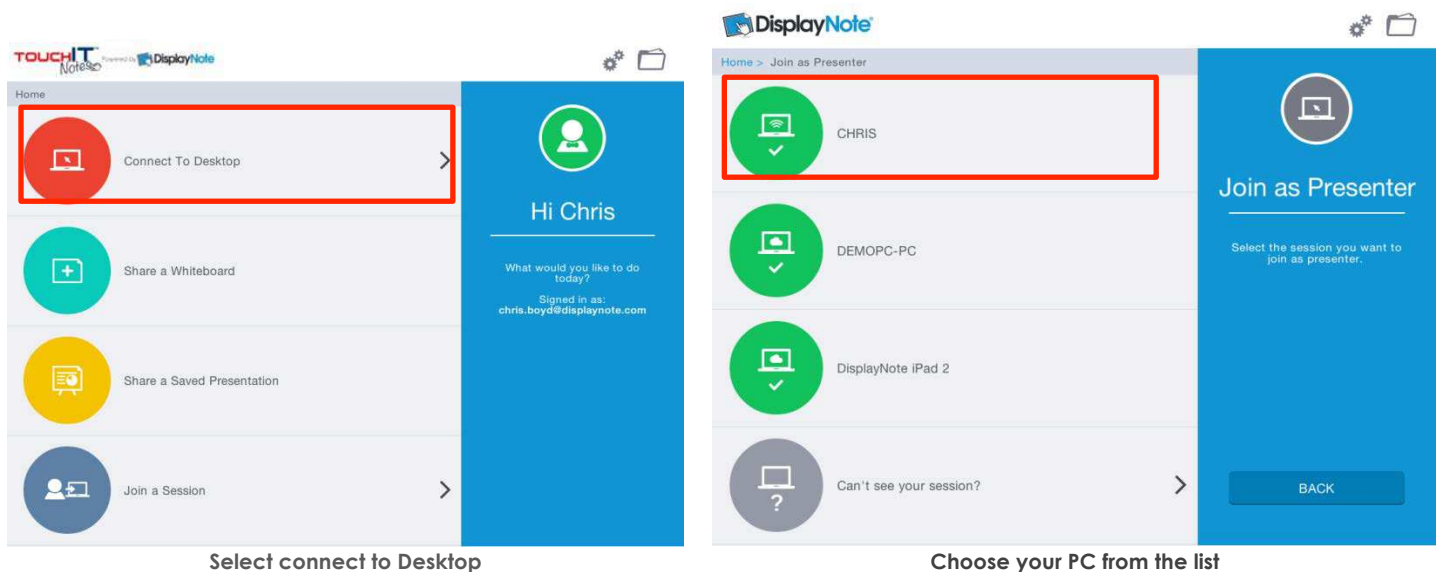 TOUCHIT
Notes Powered by DisplayNote
Home
Connect To Desktop
Share a Whiteboard
Share a Saved Presentation
Join a Session
Hi Chris
What would you like to do
today?
Signed in as:
chris.boyd@displaynote.com
Select connect to Desktop
DisplayNote
Home > Join as Presenter
CHRIS
DEMOPC-PC
DisplayNote iPad 2
Can't see your session?
?
Join as Presenter
Select the session you want to
join as presenter.
BACK
Choose your PC from the list